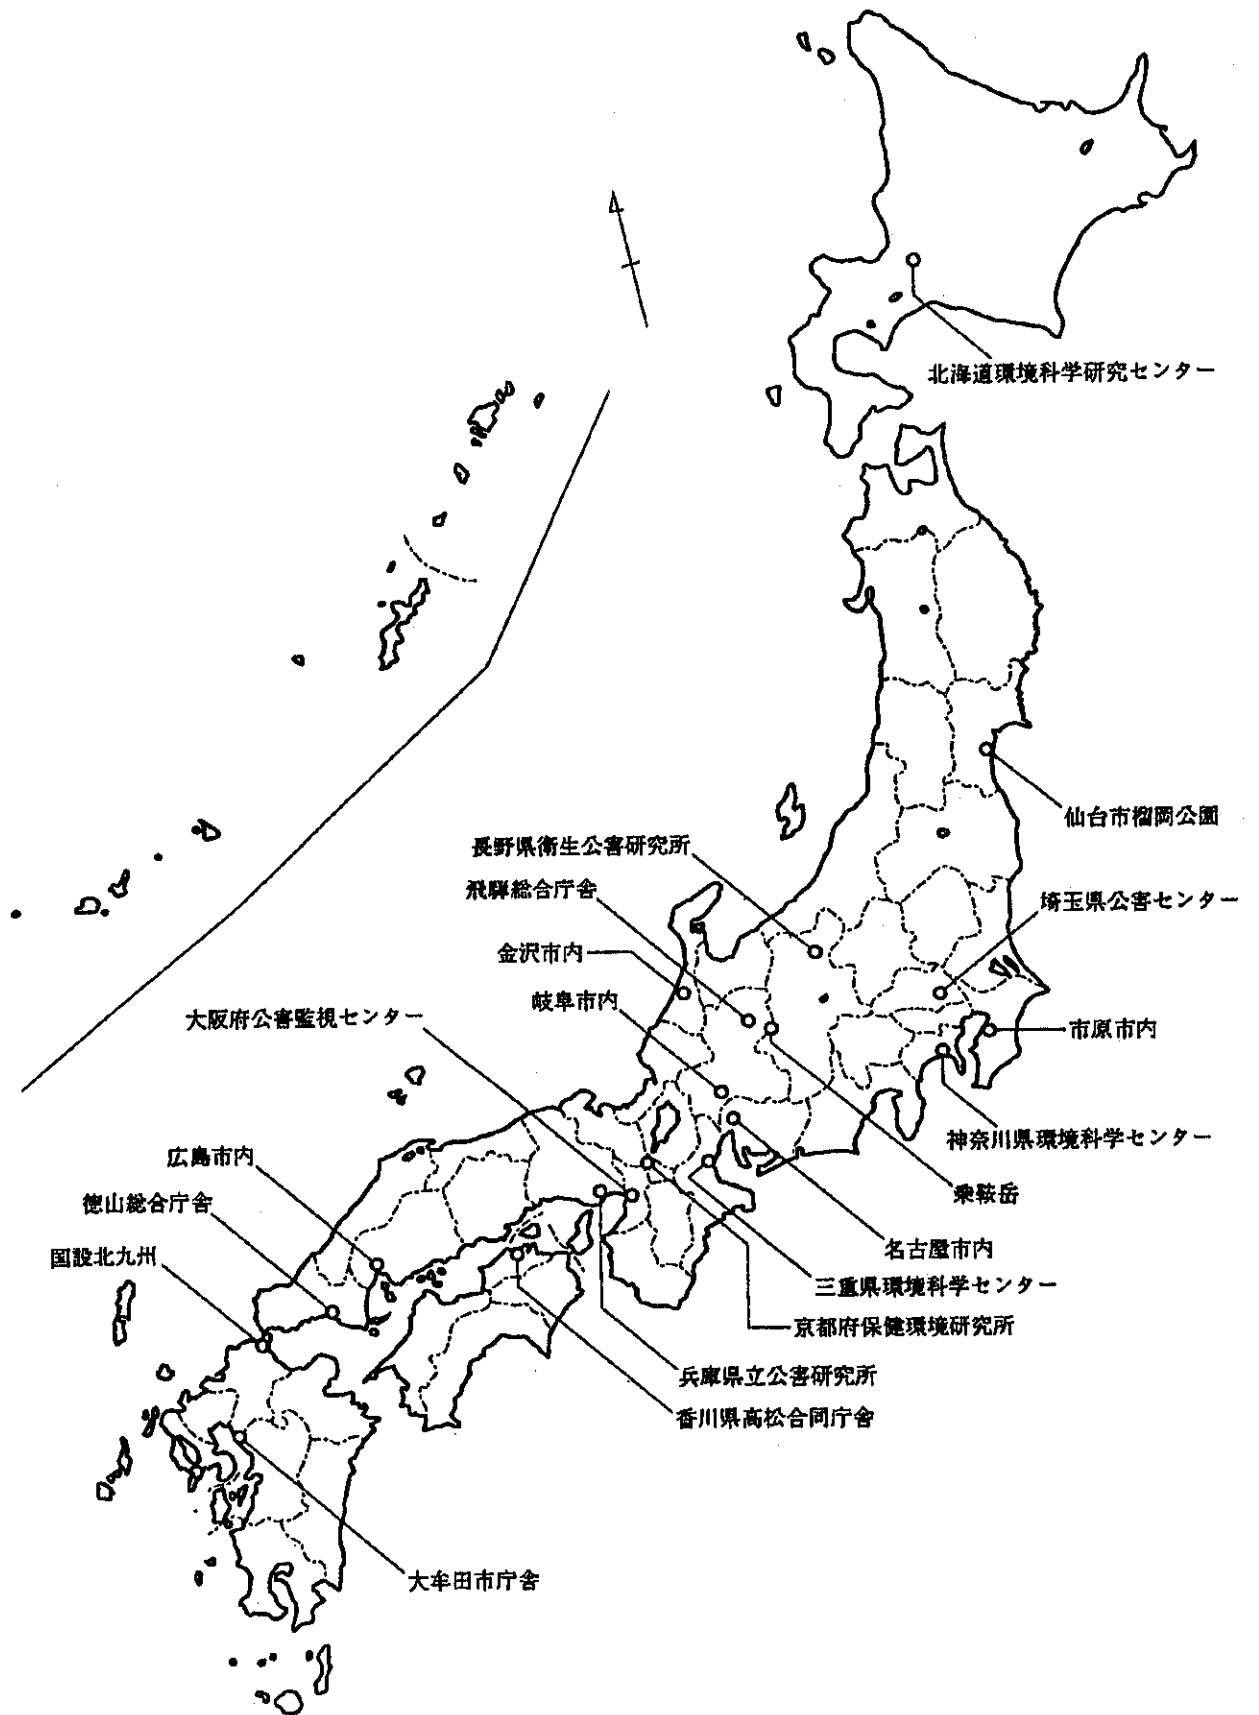 北海道環境科学研究センター
仙台市榴岡公園
長野県衛生公害研究所
飛騨総合庁舎
埼玉県公害センター
金沢市内
岐阜市内
大阪府公害監視センター
市原市内
神奈川県環境科学センター
広島市内
乗鞍岳
徳山総合庁舎
名古屋市内
国設北九州
三重県環境科学センター
京都府保健環境研究所
兵庫県立公害研究所
香川県高松合同庁舎
大牟田市庁舎